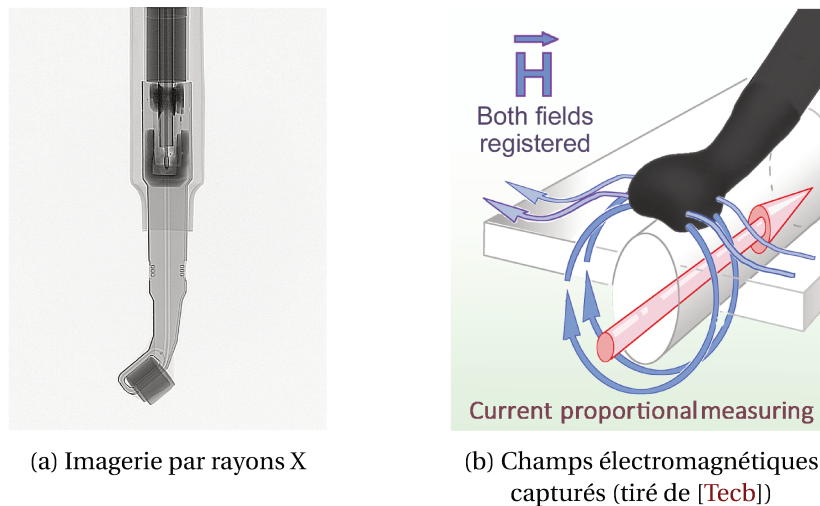 H
Both fields
registered
Current proportional measuring
(a) Imagerie par rayons X
(b) Champs électromagnétiques
capturés (tiré de [Tecb])